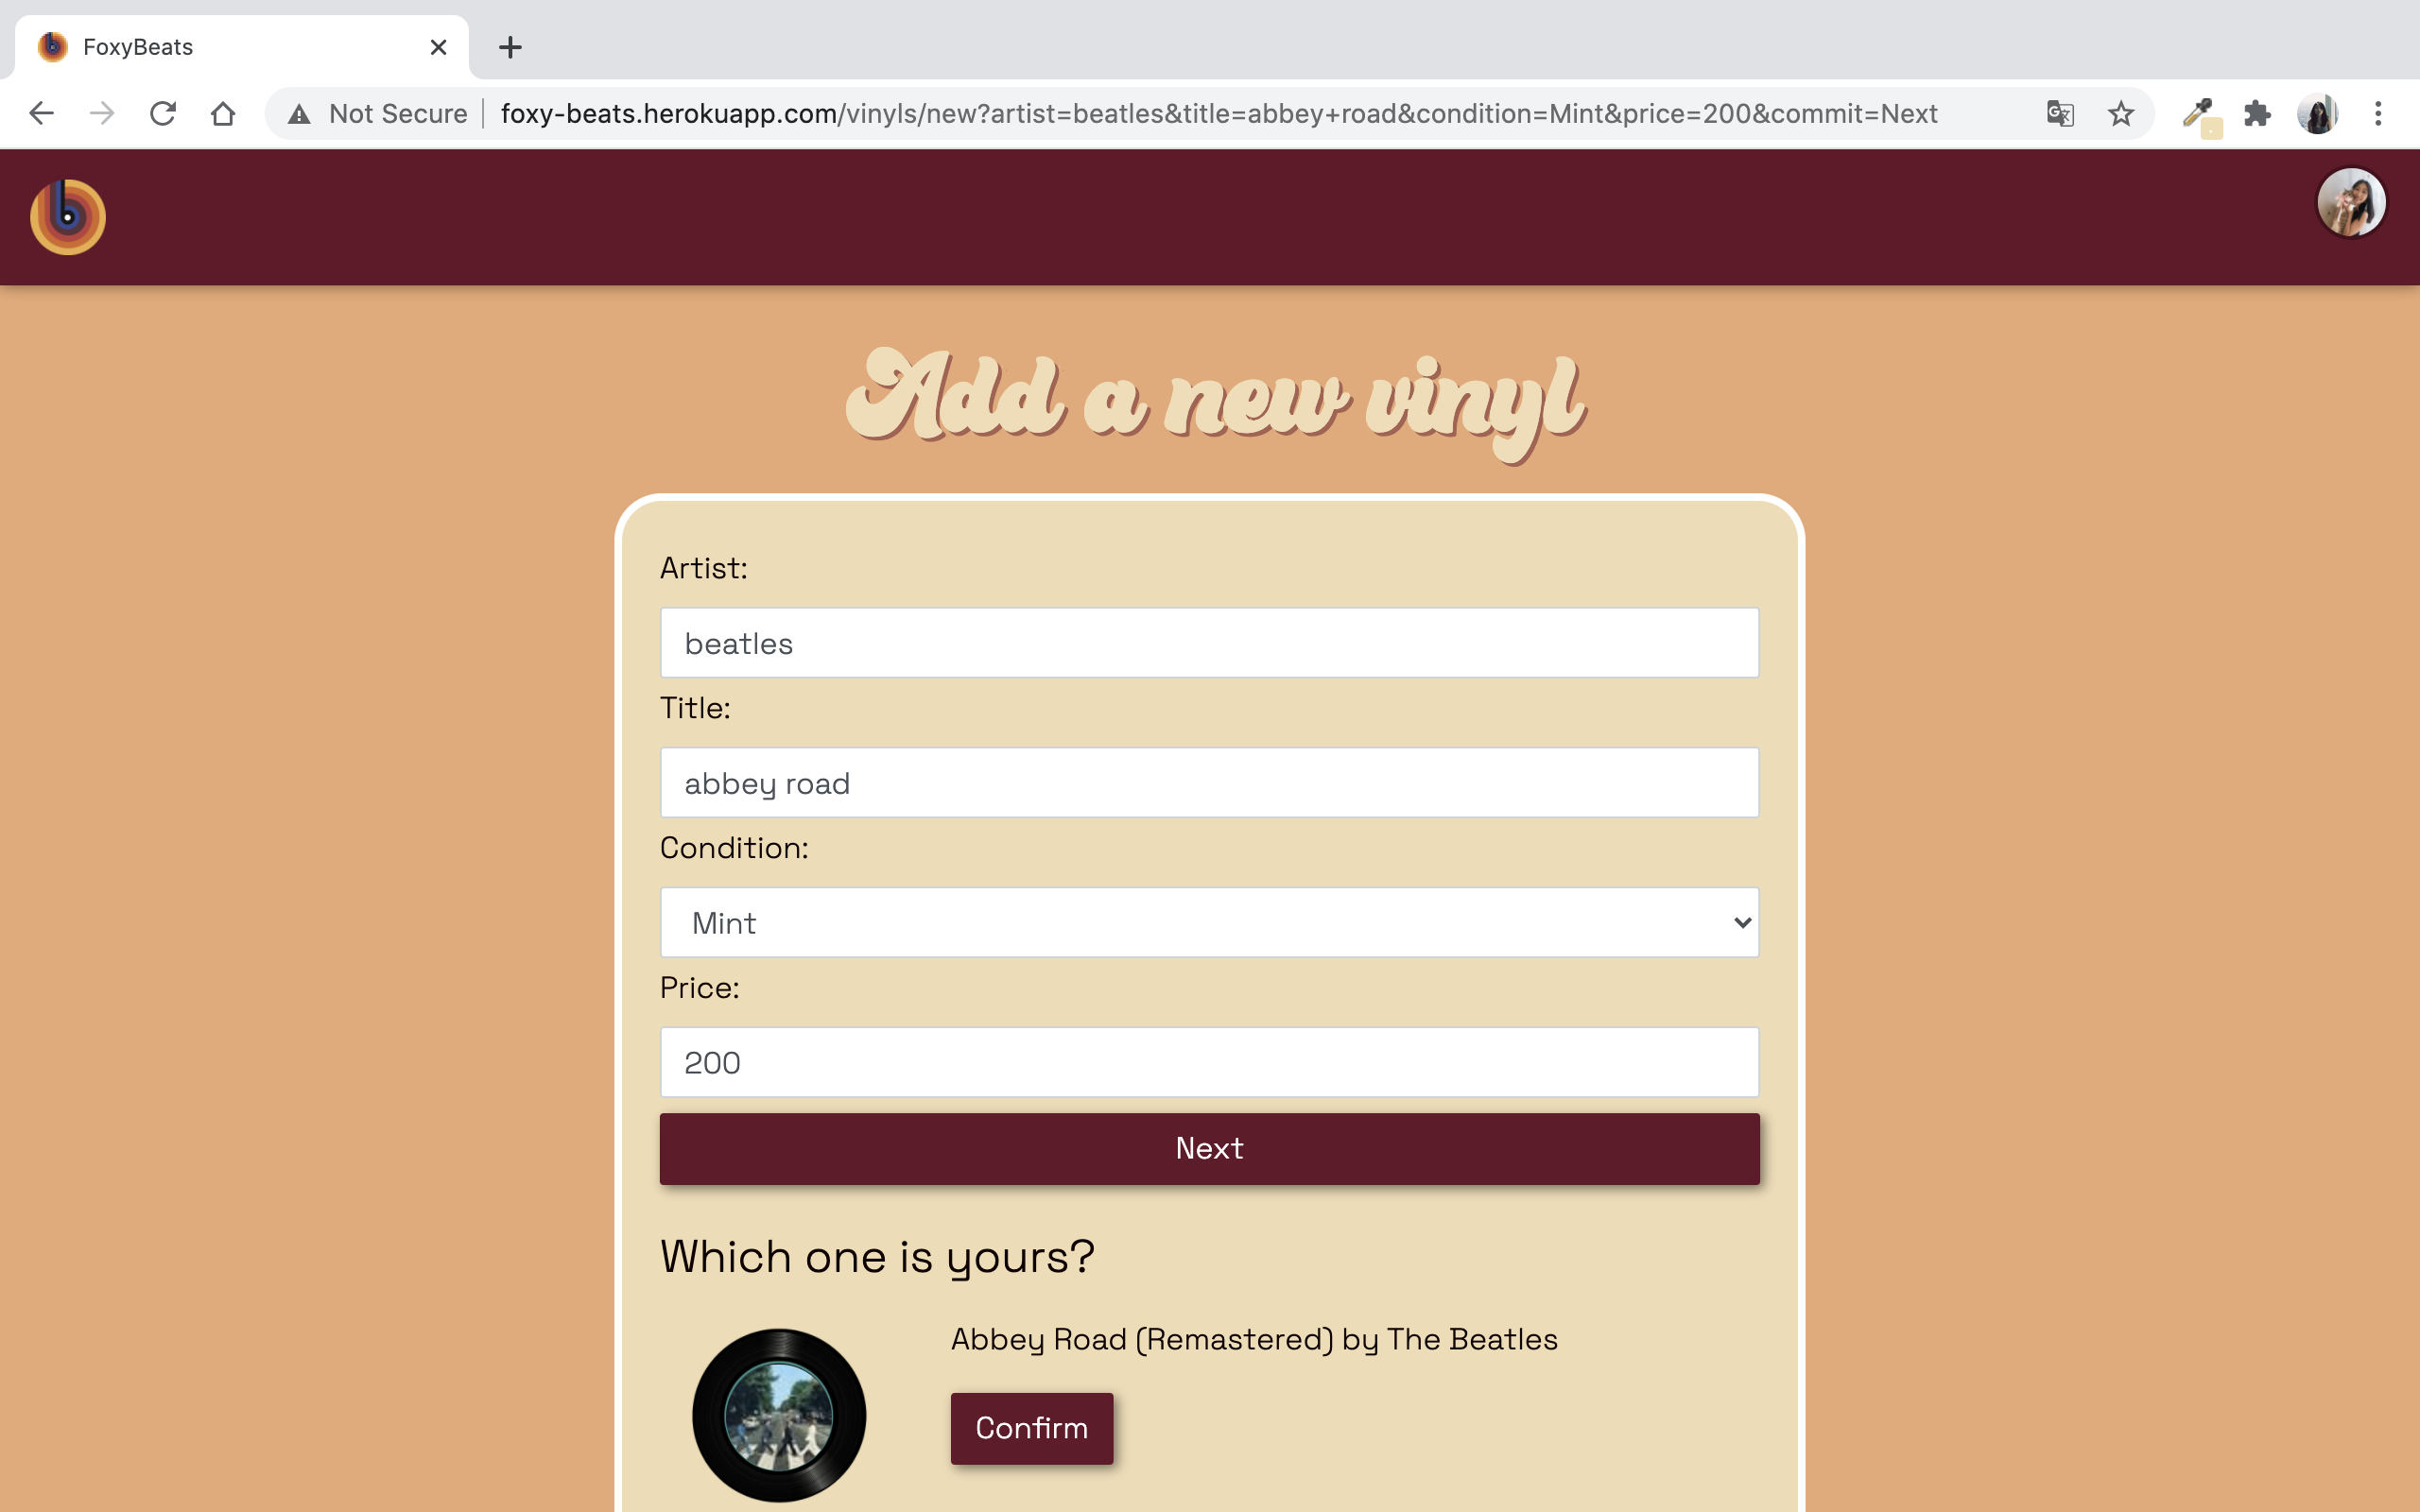 FoxyBeats
Not Secure foxy-beats.herokuapp.com/vinyls/new?artist=beatles&title=abbey+road&condition=Mint&price=200&commit=Next
Add a new vinyl
Artist:
beatles
Title:
abbey road
Condition:
Mint
Price:
200
Next
Which one is yours?
Abbey Road (Remastered) by The Beatles
Confirm